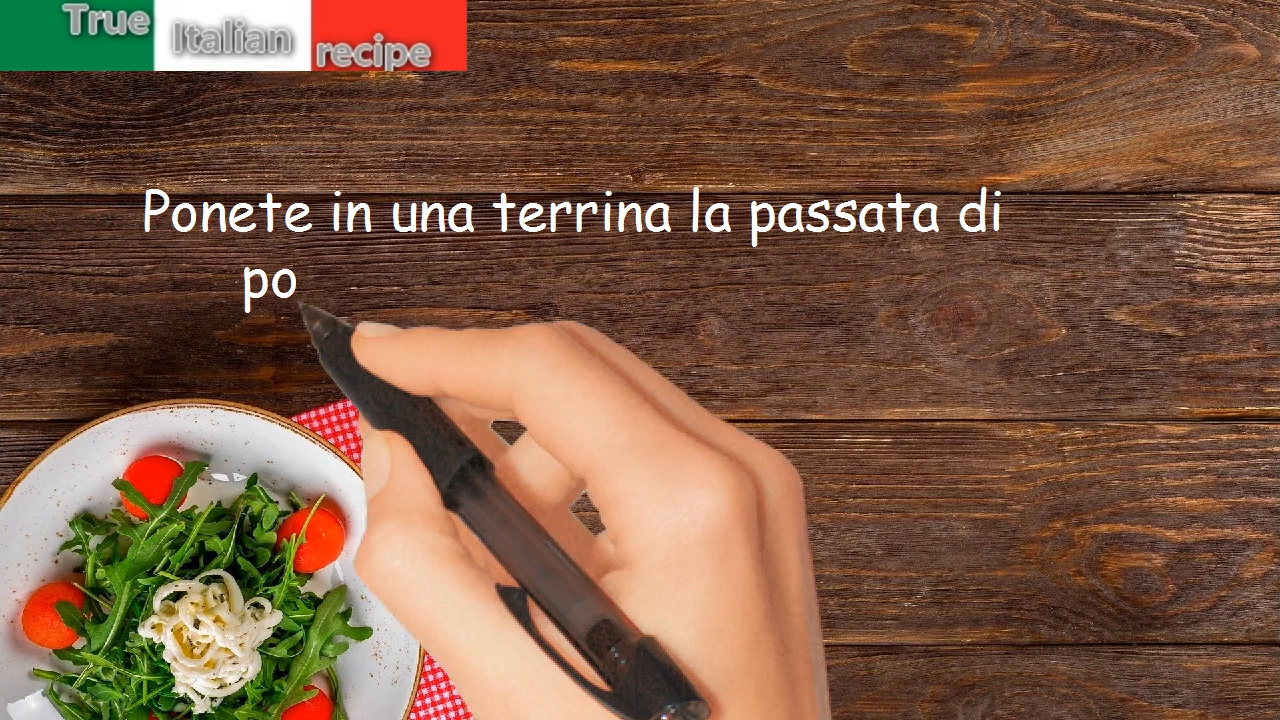 True Italian recipe
Ponete in una terrina la passata di
po